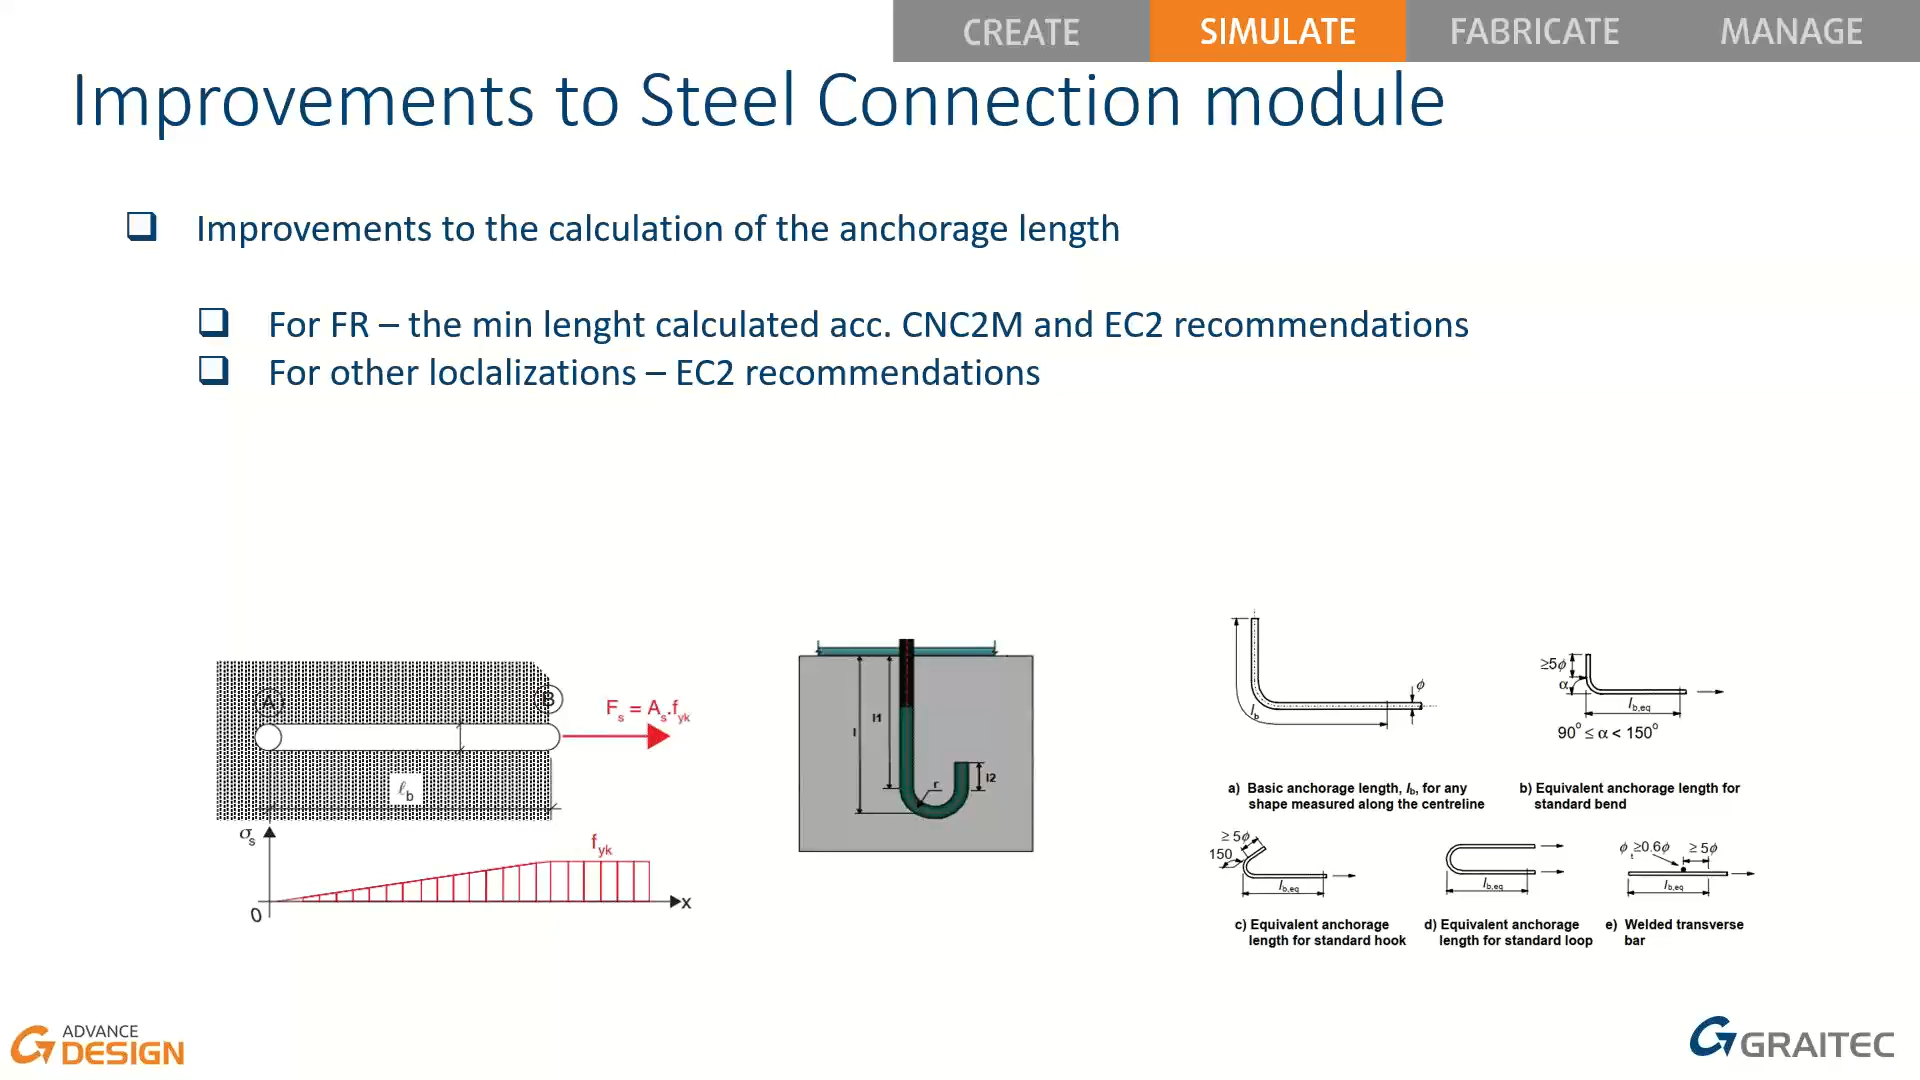 CREATE SIMULATE FABRICATE MANAGE
Improvements to Steel Connection module
❑ Improvements to the calculation of the anchorage length
❑ For FR – the min lenght calculated acc. CNC2M and EC2 recommendations
❑ For other loclalizations – EC2 recommendations
A B
Fs = As.fyk
ℓb
σs
fyk
0 x
l1
l
r
l2
ϕ
lb
a) Basic anchorage length, lb, for any
shape measured along the centreline
≥5ϕ
α
lb,eq
90° ≤ α < 150°
b) Equivalent anchorage length for
standard bend
≥ 5ϕ
150
lb,eq
c) Equivalent anchorage
length for standard hook
lb,eq
d) Equivalent anchorage
length for standard loop
ϕt ≥0.6ϕ ≥ 5ϕ
lb,eq
e) Welded transverse
bar
ADVANCE
DESIGN
GRAITEC